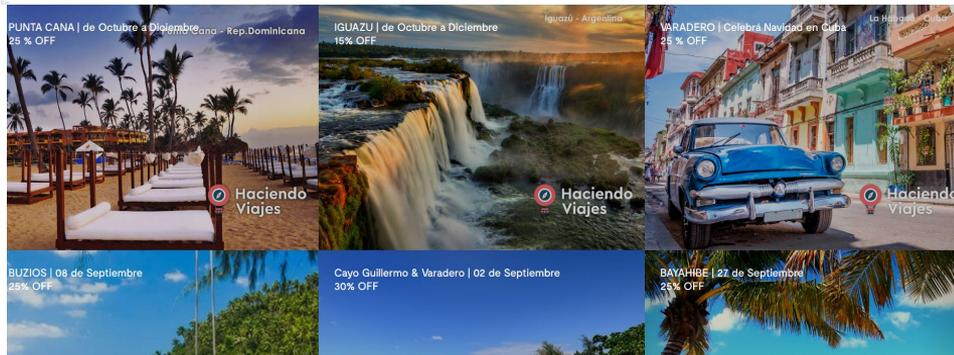 PUNTA CANA | de Octubre a Diciembre
25 % OFF
Punta Cana - Rep.Dominicana
Haciendo
Viajes
IGUAZU | de Octubre a Diciembre
15% OFF
Iguazú - Argentina
Haciendo
Viajes
VARADERO | Celebrá Navidad en Cuba
25 % OFF
La Habana - Cuba
Haciendo
Viajes
BUZIOS | 08 de Septiembre
25% OFF
Cayo Guillermo & Varadero | 02 de Septiembre
30% OFF
BAYAHIBE | 27 de Septiembre
25% OFF